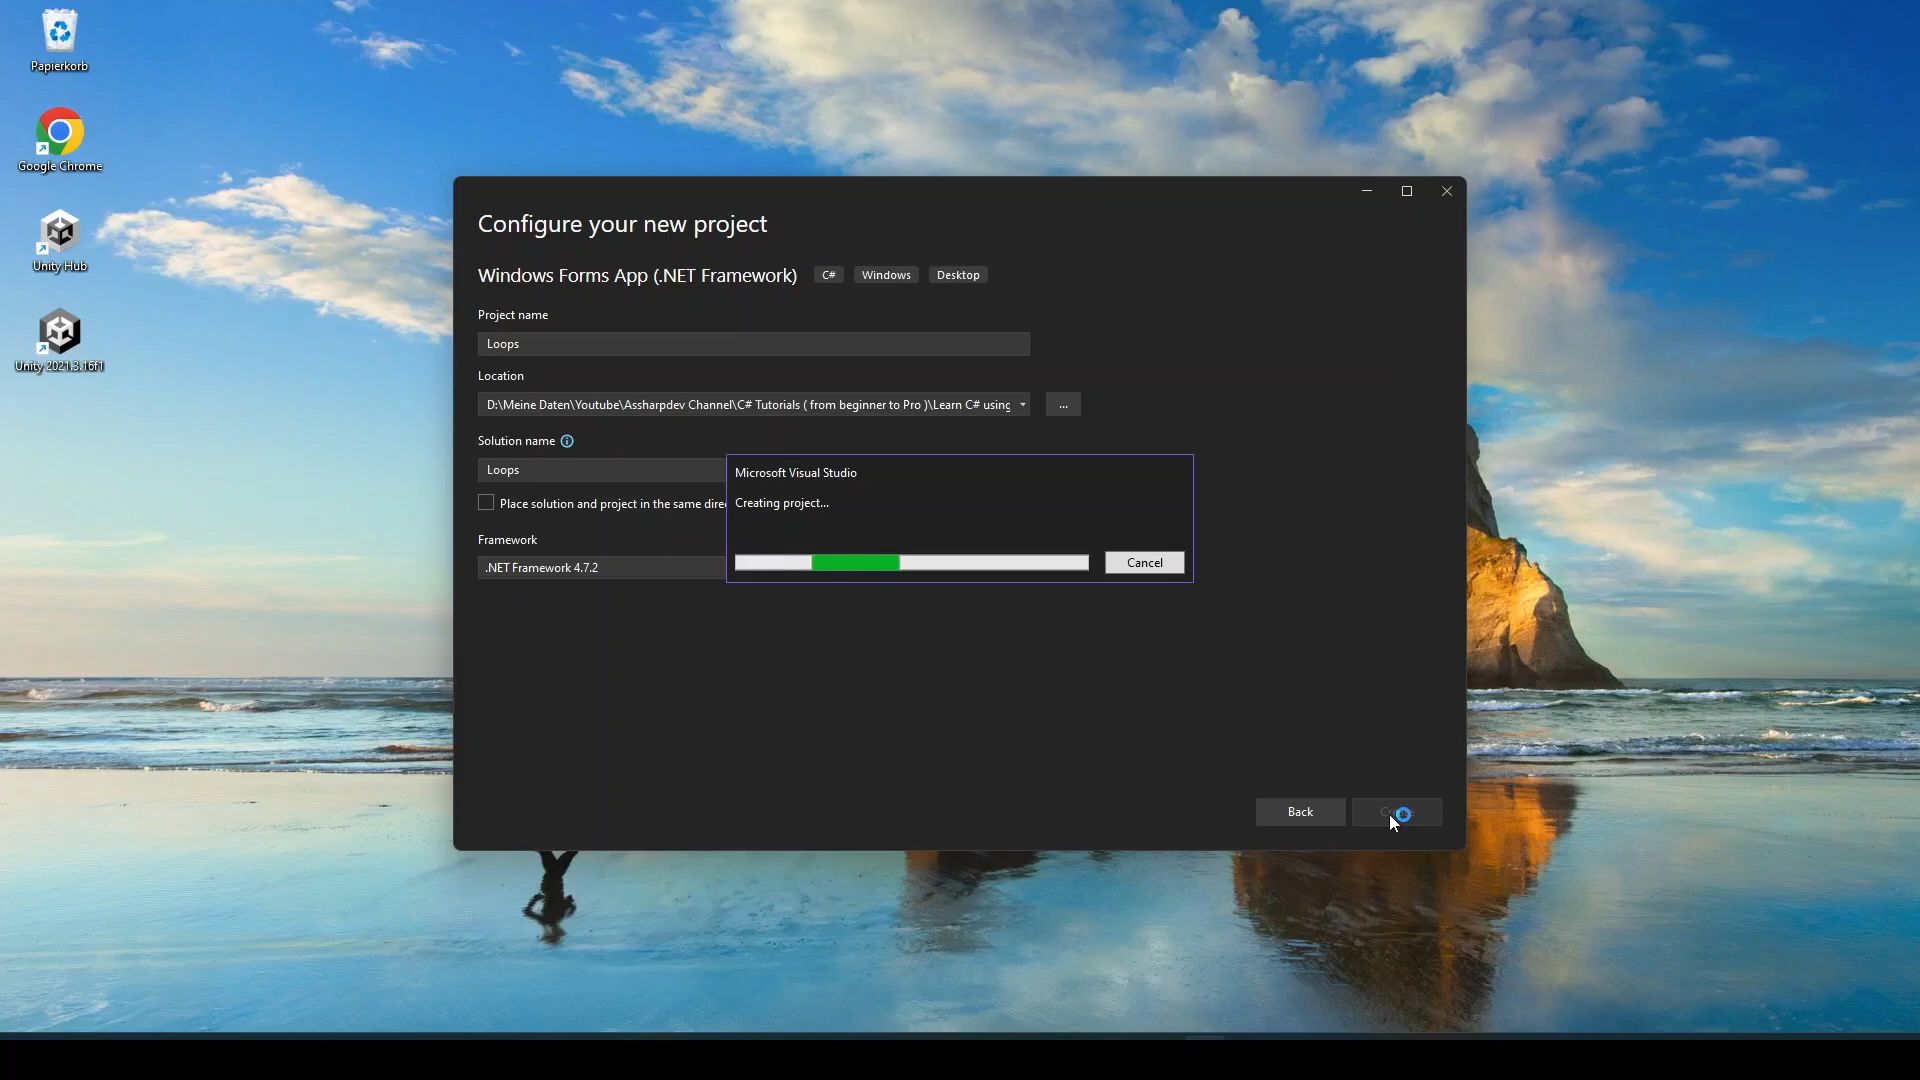 Papierkorb
Google Chrome
Unity Hub
Unity 2021.3.16f1
Configure your new project
Windows Forms App (.NET Framework) C# Windows Desktop
Project name
Loops
Location
D:\Meine Daten\Youtube\Assharpdev Channel\C# Tutorials ( from beginner to Pro )\Learn C# using
...
Solution name
Loops
Place solution and project in the same dire
Framework
.NET Framework 4.7.2
Microsoft Visual Studio
Creating project...
Cancel
Back